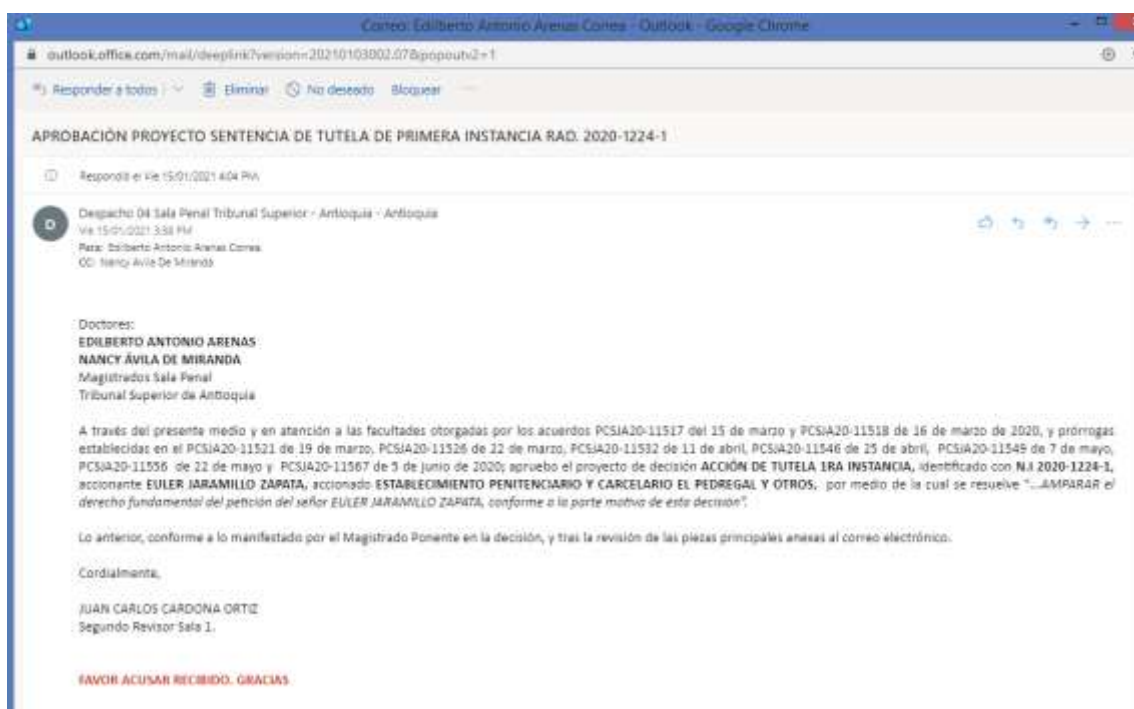 Correo: Edilberto Antonio Arenas Correa - Outlook - Google Chrome
outlook.office.com/mail/deeplink?version=20210103002.07&popoutv2=1
Responder a todos Eliminar No deseado Bloquear
APROBACIÓN PROYECTO SENTENCIA DE TUTELA DE PRIMERA INSTANCIA RAD. 2020-1224-1
Respondió el Vie 15/01/2021 4:04 PM
D
Despacho 04 Sala Penal Tribunal Superior - Antioquia - Antioquia
Vie 15/01/2021 3:58 PM
Para: Edilberto Antonio Arenas Correa
CC: Nancy Avila De Miranda
Doctores:
EDILBERTO ANTONIO ARENAS
NANCY ÁVILA DE MIRANDA
Magistrados Sala Penal
Tribunal Superior de Antioquia
A través del presente medio y en atención a las facultades otorgadas por los acuerdos PCSJA20-11517 del 15 de marzo y PCSJA20-11518 de 16 de marzo de 2020, y prórrogas
establecidas en el PCSJA20-11521 de 19 de marzo, PCSJA20-11526 de 22 de marzo, PCSJA20-11532 de 11 de abril, PCSJA20-11546 de 25 de abril, PCSJA20-11549 de 7 de mayo,
PCSJA20-11556 de 22 de mayo y PCSJA20-11567 de 5 de junio de 2020; apruebo el proyecto de decisión ACCIÓN DE TUTELA 1RA INSTANCIA, identificado con N.I 2020-1224-1,
accionante EULER JARAMILLO ZAPATA, accionado ESTABLECIMIENTO PENITENCIARIO Y CARCELARIO EL PEDREGAL Y OTROS, por medio de la cual se resuelve "...AMPARAR el
derecho fundamental del petición del señor EULER JARAMILLO ZAPATA, conforme a la parte motiva de esta decisión".
Lo anterior, conforme a lo manifestado por el Magistrado Ponente en la decisión, y tras la revisión de las piezas principales anexas al correo electrónico.
Cordialmente,
JUAN CARLOS CARDONA ORTIZ
Segundo Revisor Sala 1.
FAVOR ACUSAR RECIBIDO. GRACIAS